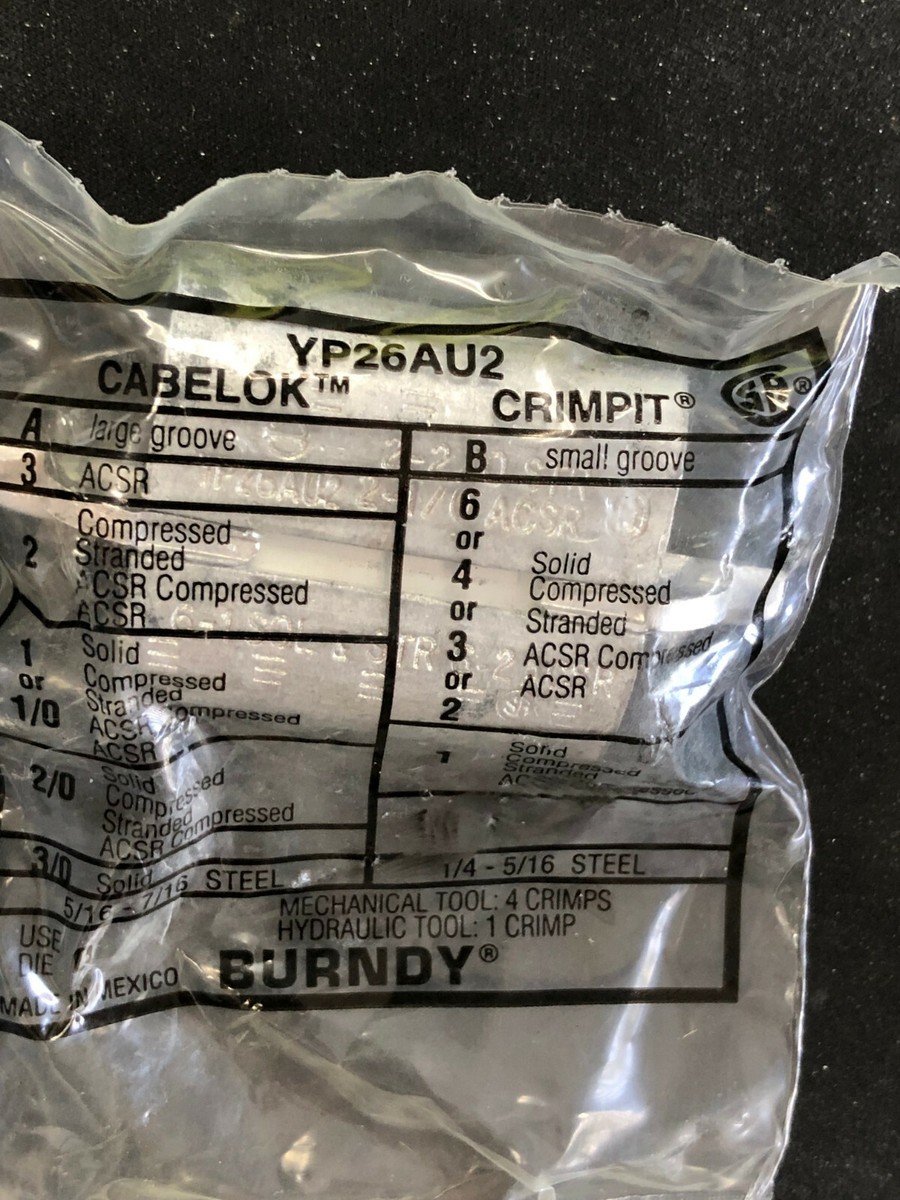 YP26AU2
CABELOK™ CRIMPIT® ®
A large groove
B small groove
3 ACSR
2 Compressed
Stranded
ACSR Compressed
ACSR
1 or 1/0 Solid
Compressed
Stranded
ACSR Compressed
ACSR
2/0 Solid
Compressed
Stranded
ACSR Compressed
3/0 Solid
5/16 - 7/16 STEEL
6 or 4 or 3 or 2 Solid
Compressed
Stranded
ACSR Compressed
ACSR
1 Solid
Compressed
Stranded
1/4 - 5/16 STEEL
USE
DIE
MECHANICAL TOOL: 4 CRIMPS
HYDRAULIC TOOL: 1 CRIMP
MADE IN MEXICO
BURNDY®